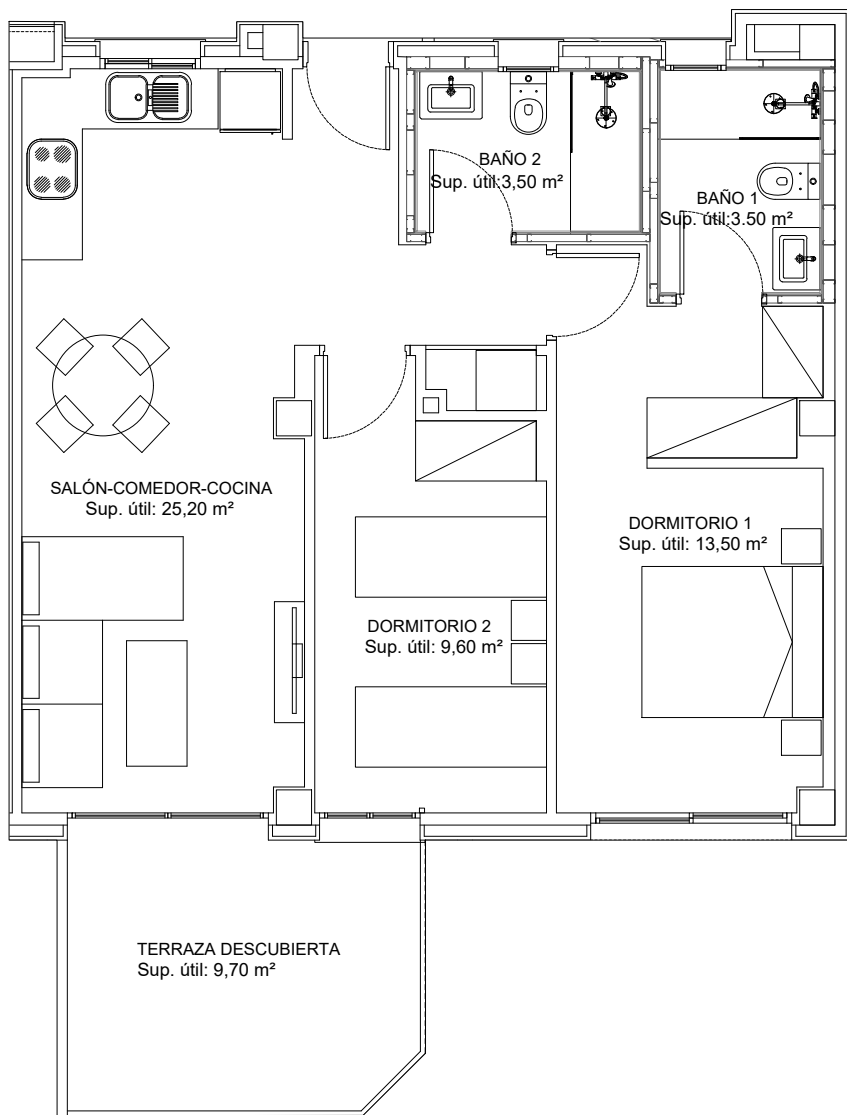 BAÑO 2
Sup. útil:3,50 m²
BAÑO 1
Sup. útil:3.50 m²
SALÓN-COMEDOR-COCINA
Sup. útil: 25,20 m²
DORMITORIO 1
Sup. útil: 13,50 m²
DORMITORIO 2
Sup. útil: 9,60 m²
TERRAZA DESCUBIERTA
Sup. útil: 9,70 m²